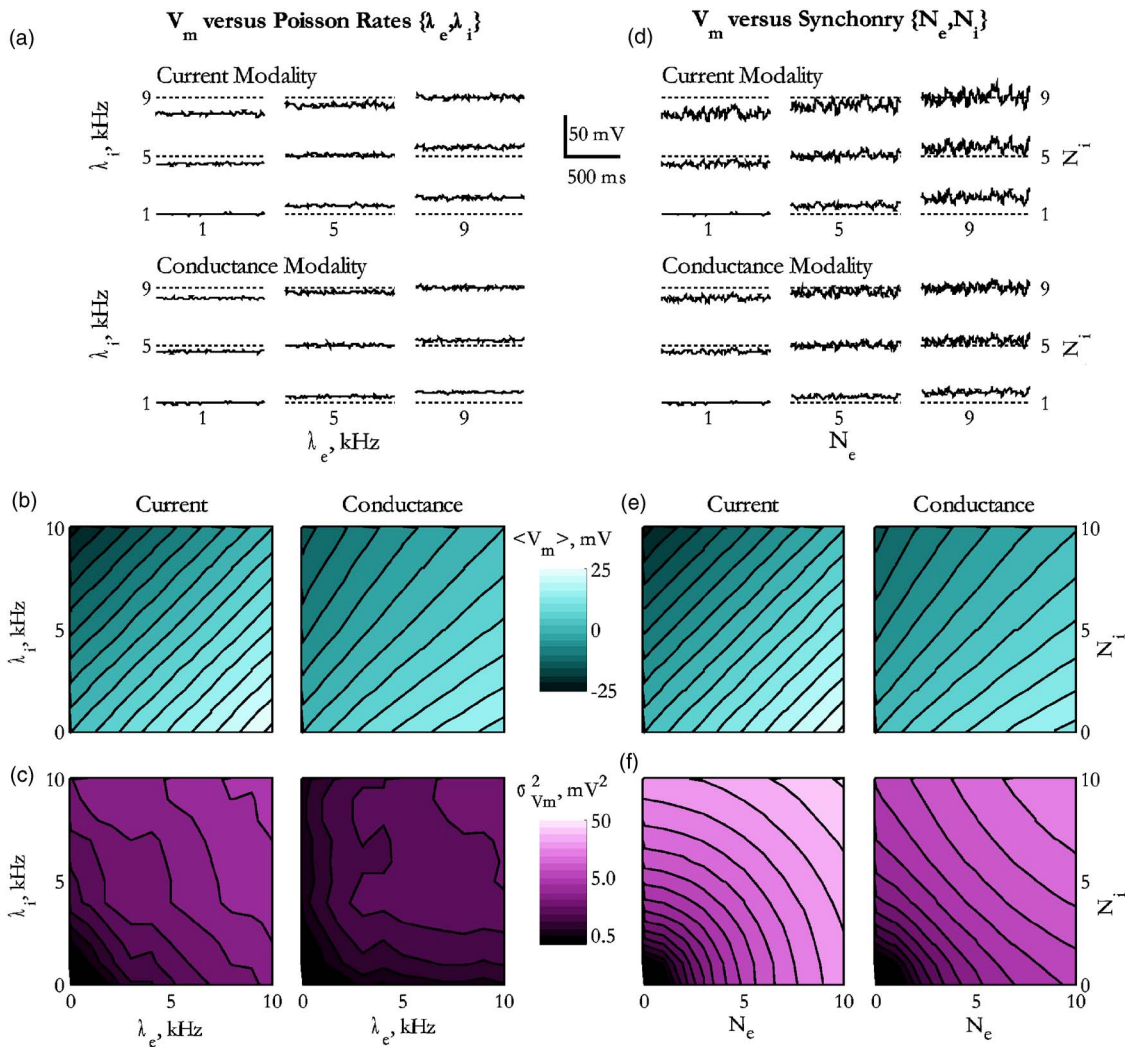 V_m versus Poisson Rates {λ_e,λ_i}
(a)
Current Modality
9
5
1
λ_i, kHz
1
5
9
Conductance Modality
9
5
1
λ_i, kHz
1
5
9
λ_e, kHz
50 mV
500 ms
V_m versus Synchonry {N_e,N_i}
(d)
Current Modality
9
5
1
N_i
1
5
9
Conductance Modality
9
5
1
N_i
1
5
9
N_e
(b)
Current
Conductance
10
5
0
λ_i, kHz
<V_m>, mV
25
0
-25
(e)
Current
Conductance
10
5
0
N_i
(c)
10
5
0
λ_i, kHz
0
5
10
λ_e, kHz
0
5
10
λ_e, kHz
σ²_Vm, mV²
50
5.0
0.5
(f)
10
5
0
N_i
0
5
10
N_e
0
5
10
N_e